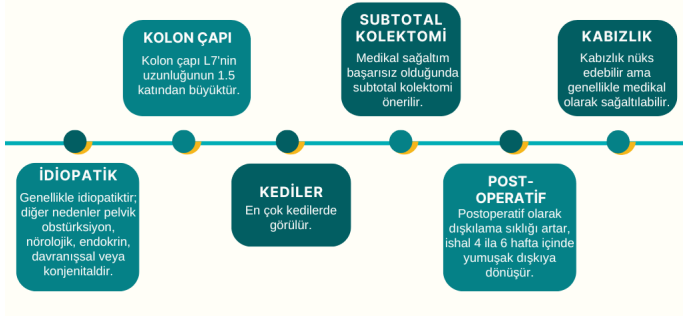 İDİOPATİK
Genellikle idiopatiktir;
diğer nedenler pelvik
obstürksiyon,
nörolojik, endokrin,
davranışsal veya
konjenitaldir.
KOLON ÇAPI
Kolon çapı L7'nin
uzunluğunun 1.5
katından büyüktür.
KEDİLER
En çok kedilerde
görülür.
SUBTOTAL
KOLEKTOMİ
Medikal sağaltım
başarısız olduğunda
subtotal kolektomi
önerilir.
POST-
OPERATİF
Postoperatif olarak
dışkılama sıklığı artar,
ishal 4 ila 6 hafta içinde
yumuşak dışkıya
dönüşür.
KABIZLIK
Kabızlık nüks
edebilir ama
genellikle medikal
olarak sağaltılabilir.